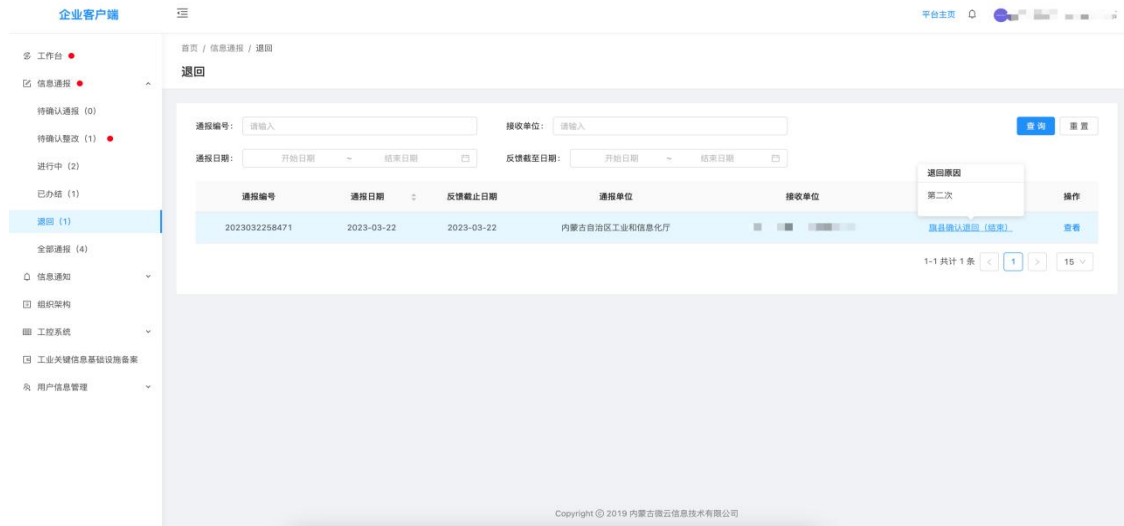 企业客户端
平台主页
工作台
信息通报
待确认通报（0）
待确认整改（1）
进行中（2）
已办结（1）
退回（1）
全部通报（4）
信息通知
组织架构
工控系统
工业关键信息基础设施备案
用户信息管理
首页 / 信息通报 / 退回
退回
通报编号： 请输入 接收单位： 请输入 查询 重置
通报日期： 开始日期 ~ 结束日期 反馈截至日期： 开始日期 ~ 结束日期
退回原因
第二次
通报编号 通报日期 反馈截止日期 通报单位 接收单位 操作
2023032258471 2023-03-22 2023-03-22 内蒙古自治区工业和信息化厅 旗县确认退回（结束） 查看
1-1 共计 1 条 < 1 > 15
Copyright © 2019 内蒙古微云信息技术有限公司